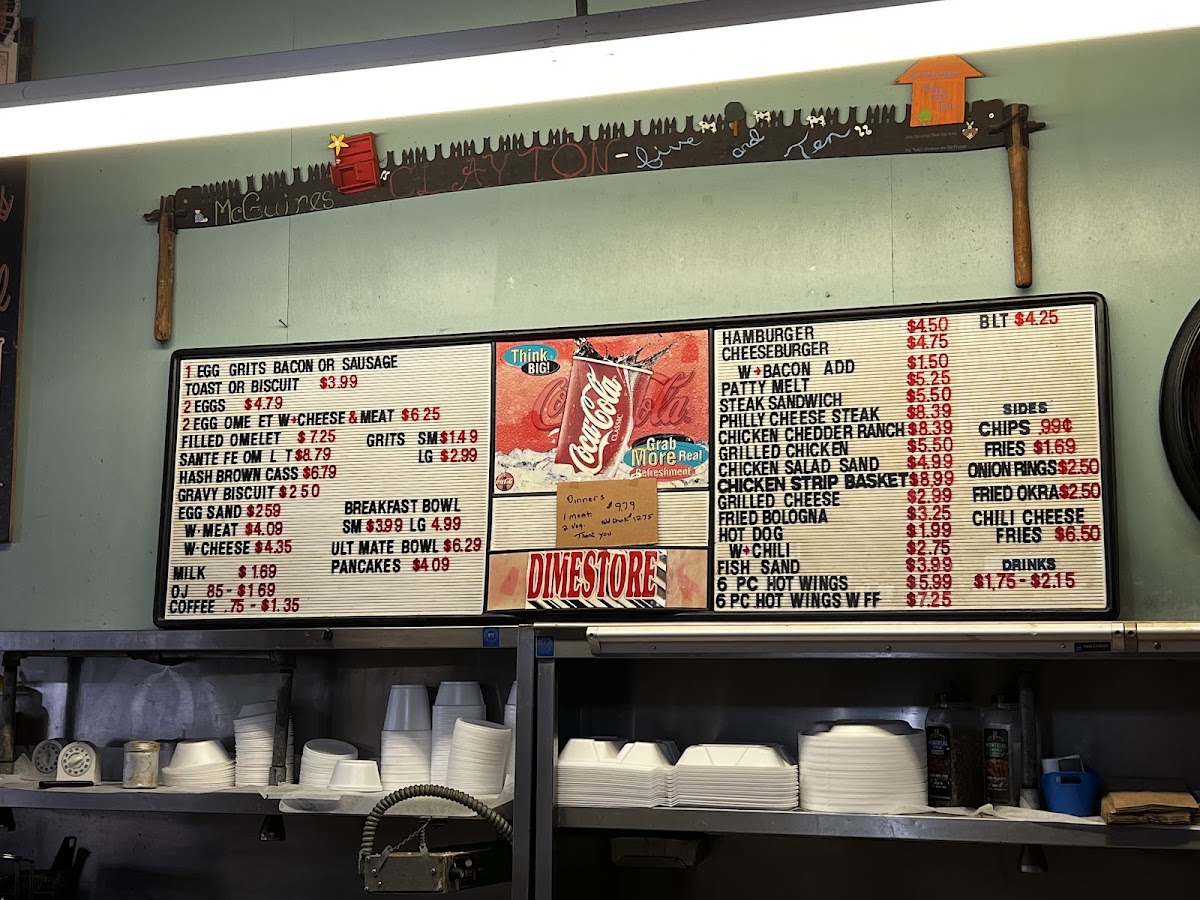 McGuires CLAYTON - five and Ten
1 EGG GRITS BACON OR SAUSAGE
TOAST OR BISCUIT $3.99
2 EGGS $4.79
2 EGG OME ET W+CHEESE & MEAT $6 25
FILLED OMELET $7.25
SANTE FE OM L T $8.79
HASH BROWN CASS $6.79
GRAVY BISCUIT $2 50
EGG SAND $259
W-MEAT $4.09
W-CHEESE $4.35
MILK $1 69
OJ 85 - $1 69
COFFEE .75 - $1.35
GRITS SM $14 9
LG $2.99
BREAKFAST BOWL
SM $3.99 LG 4.99
ULT MATE BOWL $6.29
PANCAKES $4.09
Think BIG!
Coca-Cola
CLASSIC
Grab
More Real
Refreshment
Dinners
$9.79
1 meat
2 veg.
Thank you
DIMESTORE
HAMBURGER $4.50
CHEESEBURGER $4.75
W+BACON ADD $1.50
PATTY MELT $5.25
STEAK SANDWICH $5.50
PHILLY CHEESE STEAK $8.39
CHICKEN CHEDDER RANCH $8.39
GRILLED CHICKEN $5.50
CHICKEN SALAD SAND $4.99
CHICKEN STRIP BASKET $8.99
GRILLED CHEESE $2.99
FRIED BOLOGNA $3.25
HOT DOG $1.99
W+CHILI $2.75
FISH SAND $3.99
6 PC HOT WINGS $5.99
6 PC HOT WINGS W FF $7.25
BLT $4.25
SIDES
CHIPS .99¢
FRIES $1.69
ONION RINGS $2.50
FRIED OKRA $2.50
CHILI CHEESE
FRIES $6.50
DRINKS
$1.75 - $2.15